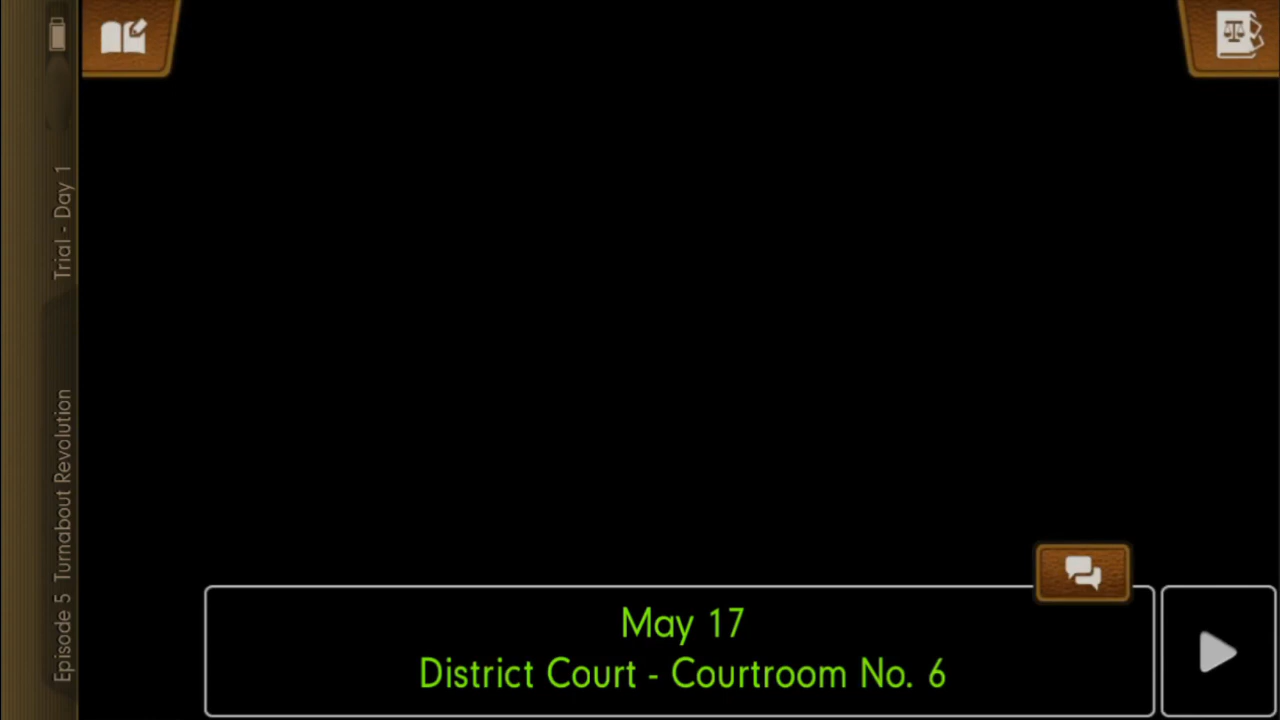 Episode 5 Turnabout Revolution
Trial - Day 1
May 17
District Court - Courtroom No. 6